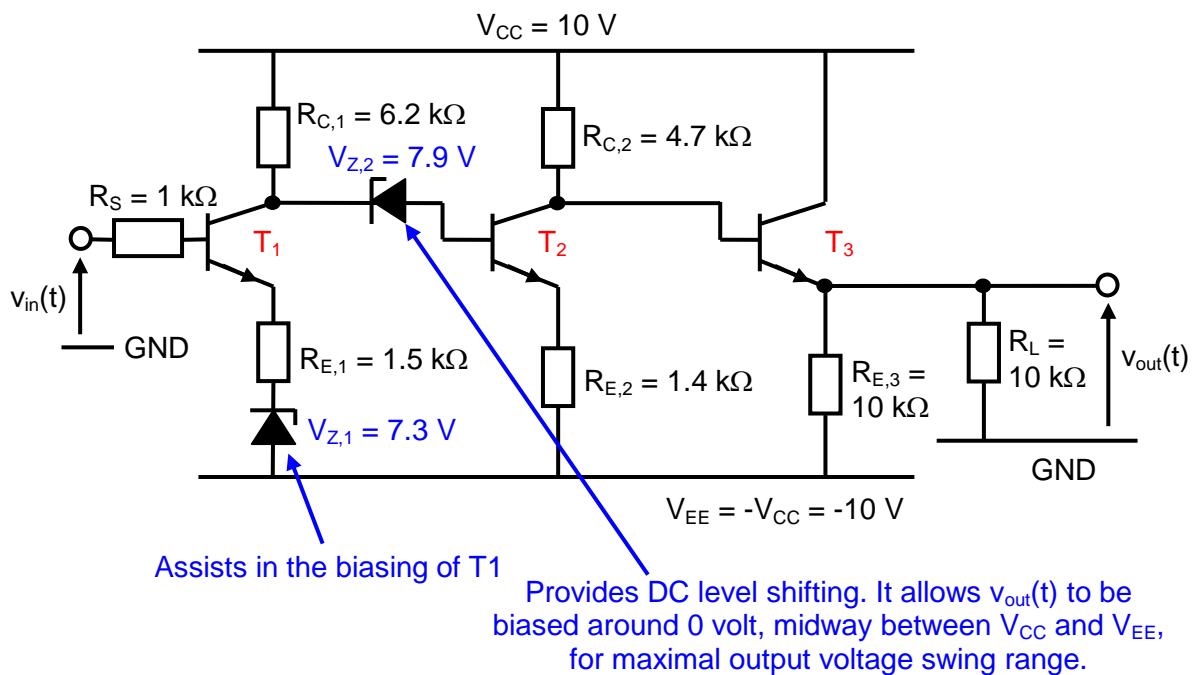 V_CC = 10 V
R_C,1 = 6.2 kΩ
V_Z,2 = 7.9 V
R_C,2 = 4.7 kΩ
R_S = 1 kΩ
T_1
T_2
T_3
v_in(t)
GND
R_E,1 = 1.5 kΩ
R_E,2 = 1.4 kΩ
R_E,3 =
10 kΩ
R_L =
10 kΩ
v_out(t)
V_Z,1 = 7.3 V
GND
V_EE = -V_CC = -10 V
Assists in the biasing of T1
Provides DC level shifting. It allows v_out(t) to be
biased around 0 volt, midway between V_CC and V_EE,
for maximal output voltage swing range.